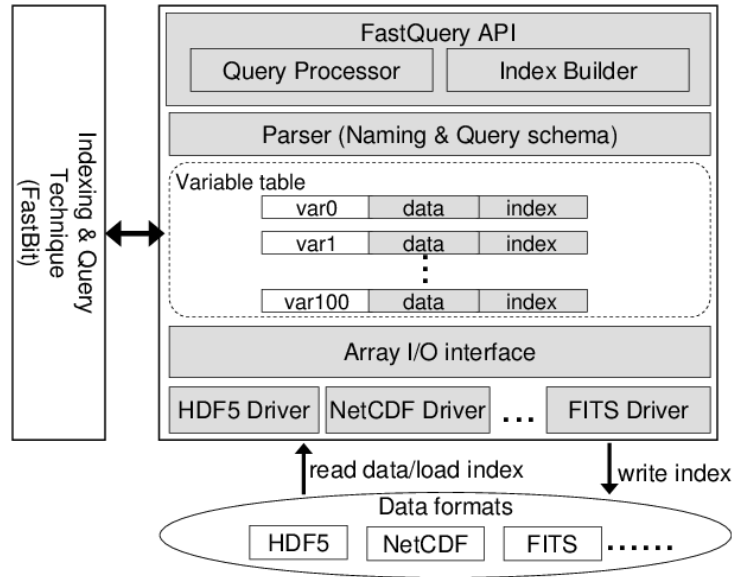 FastQuery API
Query Processor
Index Builder
Parser (Naming & Query schema)
Variable table
var0 data index
var1 data index
var100 data index
Indexing & Query
Technique
(FastBit)
Array I/O interface
HDF5 Driver
NetCDF Driver
...
FITS Driver
read data/load index
write index
Data formats
HDF5
NetCDF
FITS
......